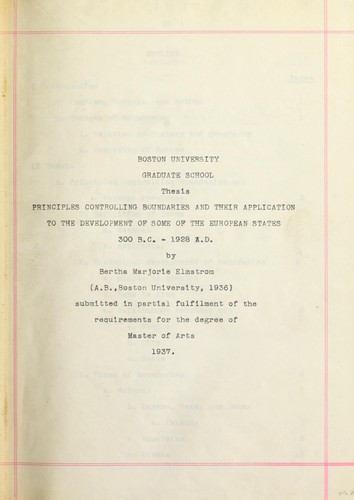 BOSTON UNIVERSITY
GRADUATE SCHOOL
Thesis
PRINCIPLES CONTROLLING BOUNDARIES AND THEIR APPLICATION
TO THE DEVELOPMENT OF SOME OF THE EUROPEAN STATES
300 B.C. - 1928 A.D.
by
Bertha Marjorie Elmstrom
(A.B.,Boston University, 1936)
submitted in partial fulfilment of the
requirements for the degree of
Master of Arts
1937.